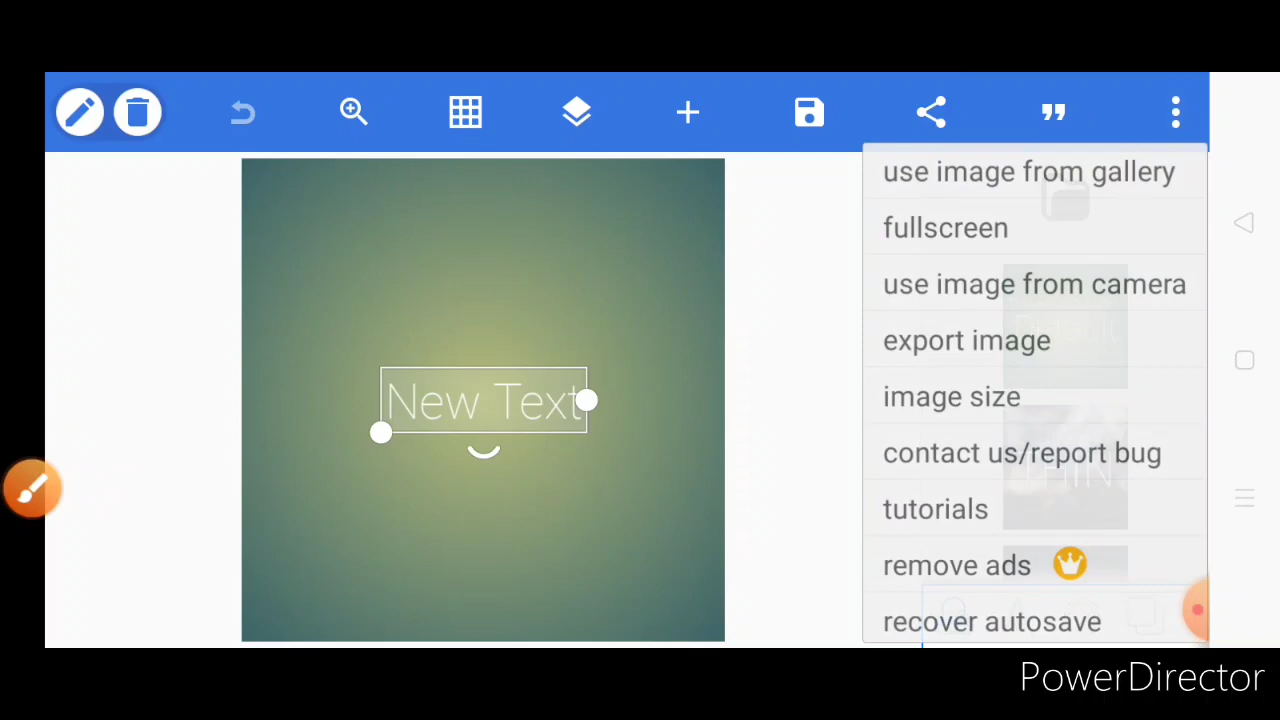 use image from gallery
fullscreen
use image from camera
export image
image size
contact us/report bug
tutorials
remove ads
recover autosave
New Text
PowerDirector